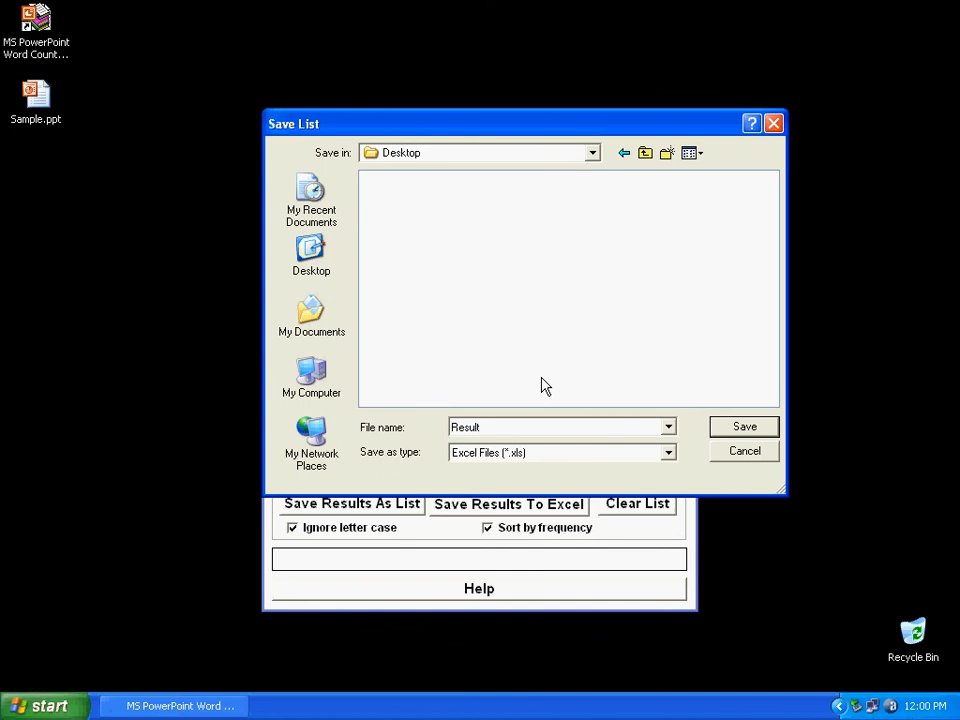 MS PowerPoint
Word Count...
Sample.ppt
Save List
Save in:
Desktop
My Recent
Documents
Desktop
My Documents
My Computer
My Network
Places
File name:
Result
Save
Save as type:
Excel Files (*.xls)
Cancel
Save Results As List
Save Results To Excel
Clear List
Ignore letter case
Sort by frequency
Help
Recycle Bin
start
MS PowerPoint Word ...
12:00 PM